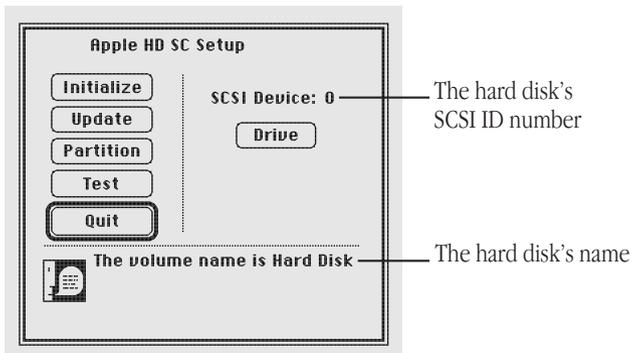 Apple HD SC Setup
Initialize
Update
Partition
Test
Quit
SCSI Device: 0
Drive
The volume name is Hard Disk
The hard disk's
SCSI ID number
The hard disk's name